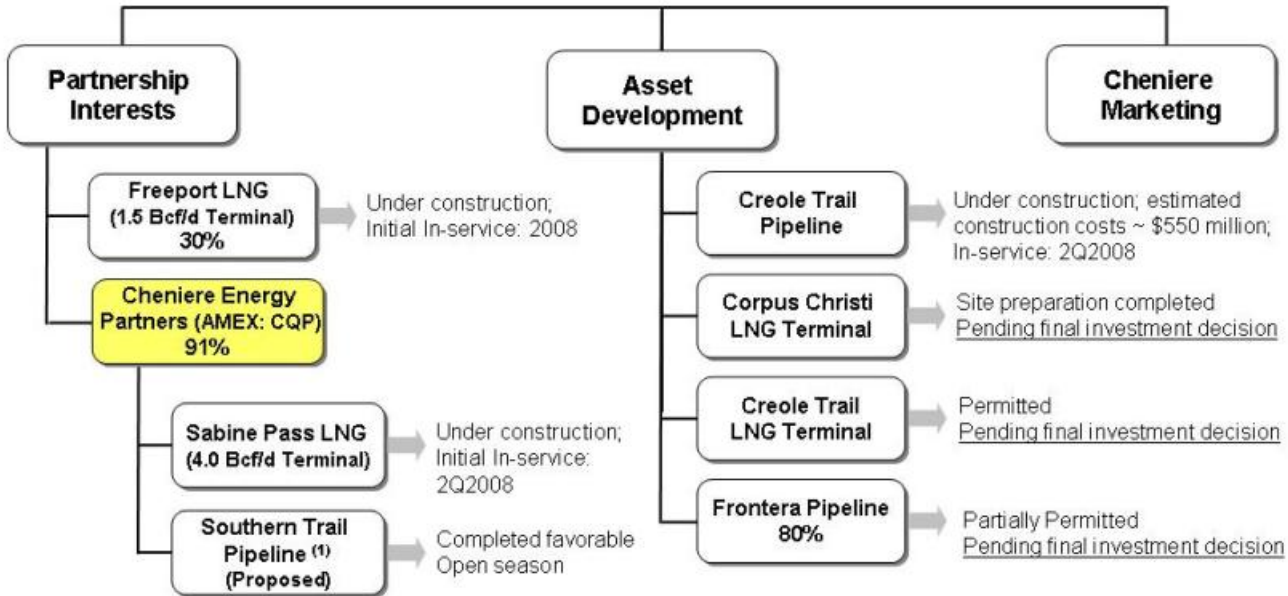 Partnership
Interests
Asset
Development
Cheniere
Marketing
Freeport LNG
(1.5 Bcf/d Terminal)
30%
Under construction;
Initial In-service: 2008
Cheniere Energy
Partners (AMEX: CQP)
91%
Sabine Pass LNG
(4.0 Bcf/d Terminal)
Under construction;
Initial In-service:
2Q2008
Southern Trail
Pipeline (1)
(Proposed)
Completed favorable
Open season
Creole Trail
Pipeline
Under construction; estimated
construction costs ~ $550 million;
In-service: 2Q2008
Corpus Christi
LNG Terminal
Site preparation completed
Pending final investment decision
Creole Trail
LNG Terminal
Permitted
Pending final investment decision
Frontera Pipeline
80%
Partially Permitted
Pending final investment decision